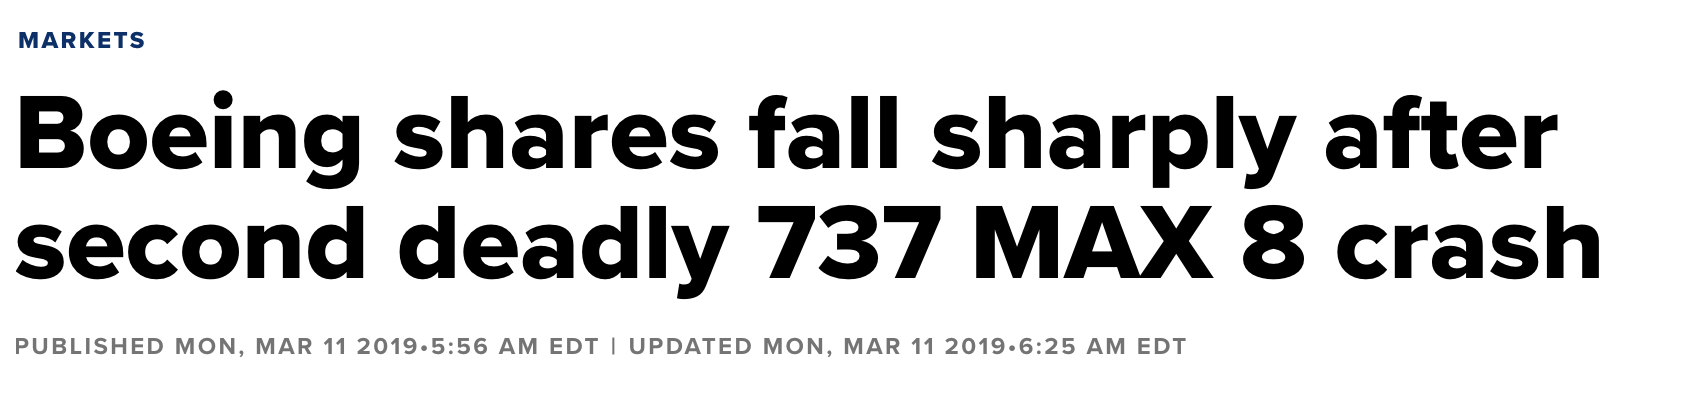 MARKETS
Boeing shares fall sharply after
second deadly 737 MAX 8 crash
PUBLISHED MON, MAR 11 2019•5:56 AM EDT | UPDATED MON, MAR 11 2019•6:25 AM EDT